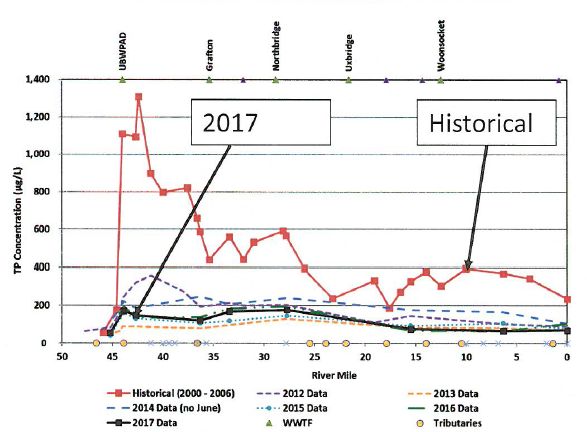 UBWPAD
Grafton
Northbridge
Uxbridge
Woonsocket
1,400
1,200
1,000
800
600
400
200
0
TP Concentration (µg/L)
2017
Historical
50 45 40 35 30 25 20 15 10 5 0
River Mile
Historical (2000 - 2006) 2012 Data 2013 Data
2014 Data (no June) 2015 Data 2016 Data
2017 Data WWTF Tributaries